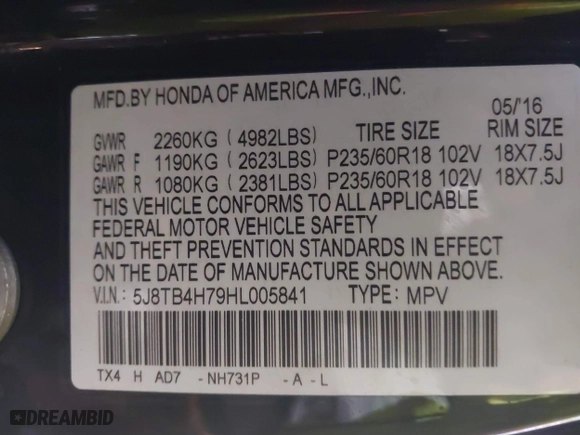 MFD.BY HONDA OF AMERICA MFG.,INC.
05/'16
GVWR 2260KG (4982LBS) TIRE SIZE RIM SIZE
GAWR F 1190KG (2623LBS) P235/60R18 102V 18X7.5J
GAWR R 1080KG (2381LBS) P235/60R18 102V 18X7.5J
THIS VEHICLE CONFORMS TO ALL APPLICABLE
FEDERAL MOTOR VEHICLE SAFETY
AND THEFT PREVENTION STANDARDS IN EFFECT
ON THE DATE OF MANUFACTURE SHOWN ABOVE.
V.I.N.: 5J8TB4H79HL005841 TYPE: MPV
TX4 H AD7 -NH731P -A-L
DREAMBID